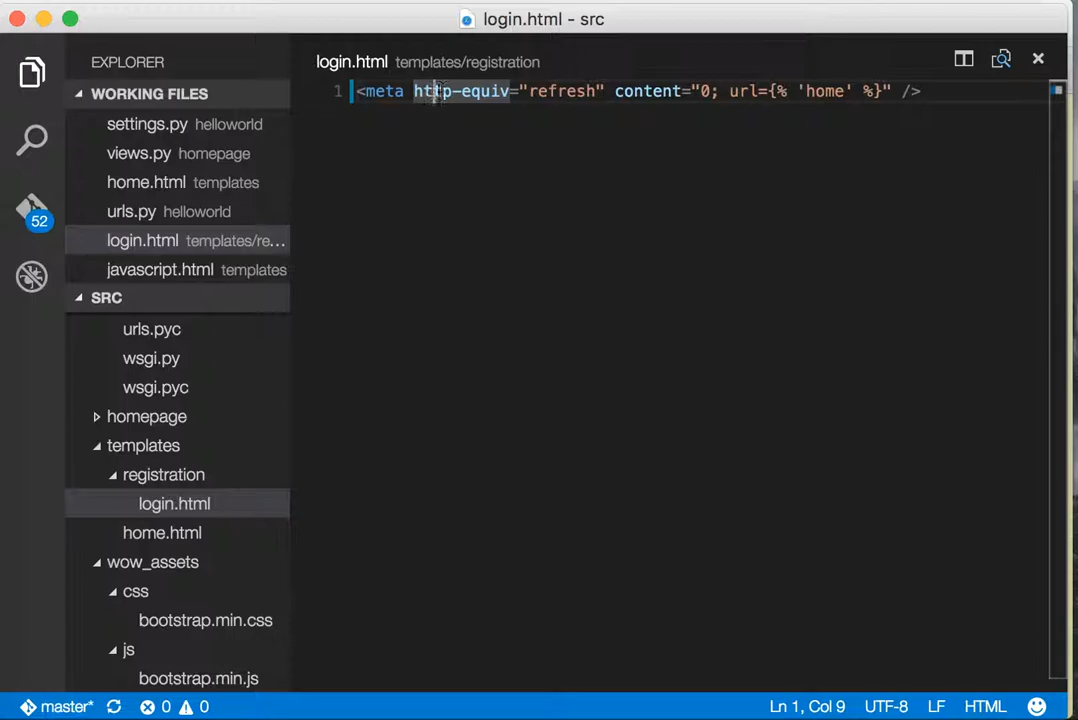 login.html - src
EXPLORER
WORKING FILES
settings.py helloworld
views.py homepage
home.html templates
urls.py helloworld
login.html templates/re...
javascript.html templates
SRC
urls.pyc
wsgi.py
wsgi.pyc
homepage
templates
registration
login.html
home.html
wow_assets
css
bootstrap.min.css
js
bootstrap.min.js
52
login.html templates/registration
1 <meta http-equiv="refresh" content="0; url={% 'home' %}" />
master* 0 0 Ln 1, Col 9 UTF-8 LF HTML